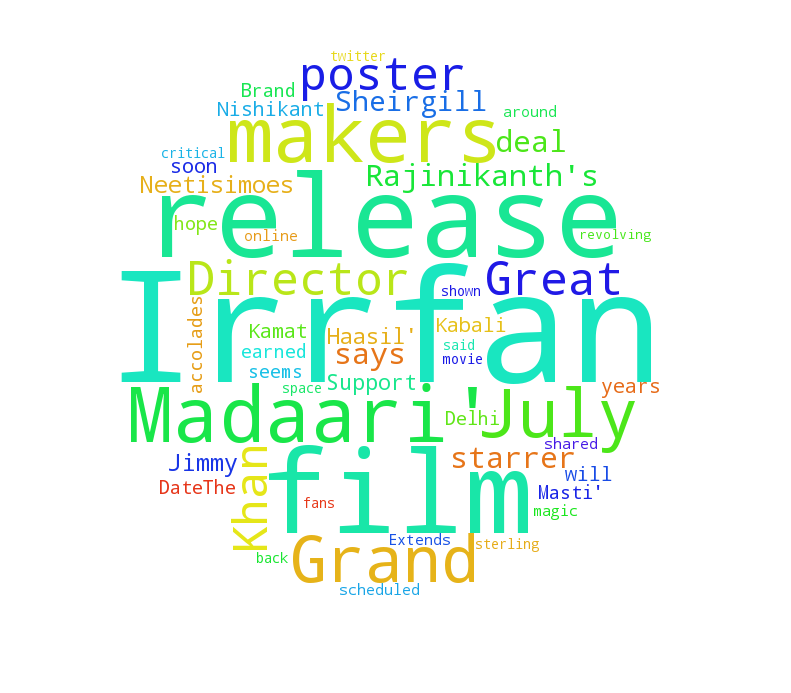 twitter
poster
Brand
Sheirgill
Nishikant
makers
around
deal
critical
soon
Rajinikanth's
Neetisimoes
release
hope
online
revolving
Director
Great
shown
Irrfan
accolades
Kamat
Haasil'
Kabali
says
said
earned
movie
seems
space
Support
years
Madaari'
July
Delhi
shared
Khan
Jimmy
starrer
will
DateThe
film
Masti'
fans
magic
Grand
Extends
sterling
back
scheduled